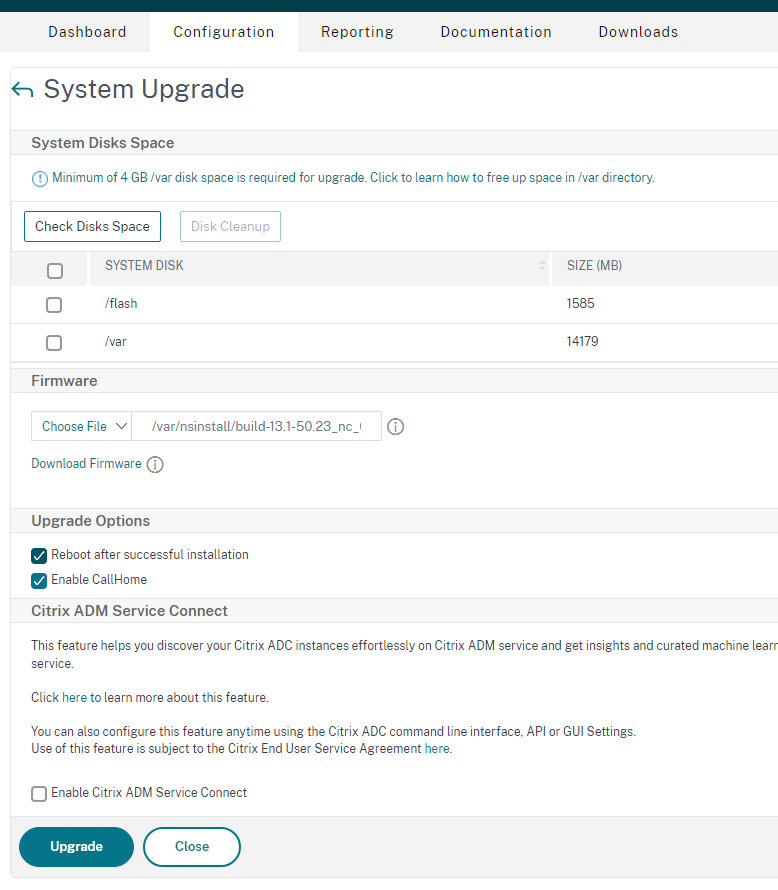 Dashboard Configuration Reporting Documentation Downloads
System Upgrade
System Disks Space
Minimum of 4 GB /var disk space is required for upgrade. Click to learn how to free up space in /var directory.
Check Disks Space Disk Cleanup
SYSTEM DISK SIZE (MB)
/flash 1585
/var 14179
Firmware
Choose File /var/nsinstall/build-13.1-50.23_nc_
Download Firmware
Upgrade Options
Reboot after successful installation
Enable CallHome
Citrix ADM Service Connect
This feature helps you discover your Citrix ADC instances effortlessly on Citrix ADM service and get insights and curated machine lear
service.
Click here to learn more about this feature.
You can also configure this feature anytime using the Citrix ADC command line interface, API or GUI Settings.
Use of this feature is subject to the Citrix End User Service Agreement here.
Enable Citrix ADM Service Connect
Upgrade Close